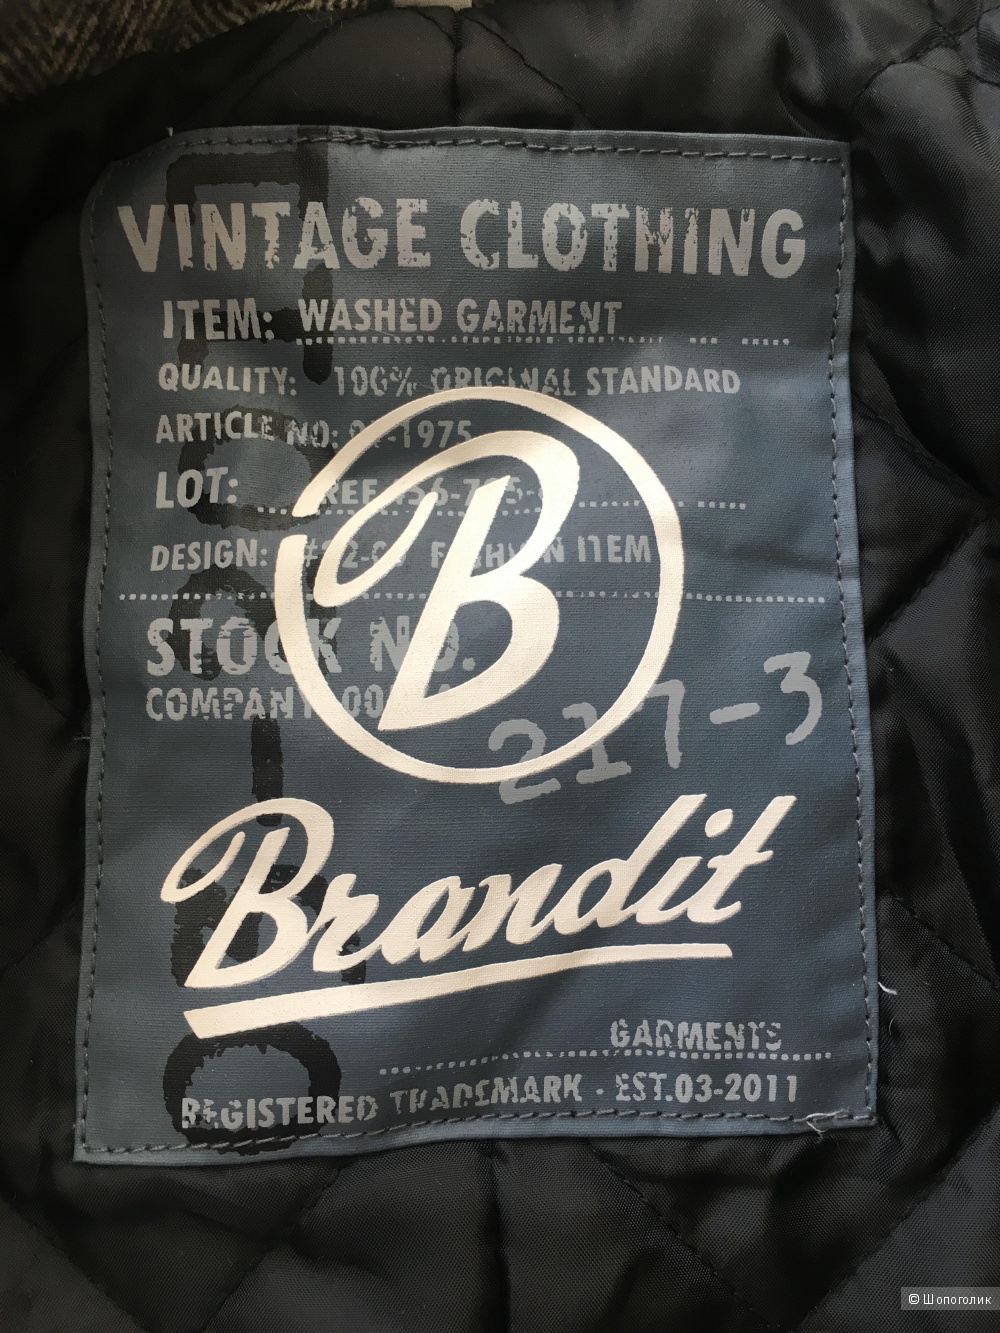 VINTAGE CLOTHING
ITEM: WASHED GARMENT
QUALITY: 100% ORIGINAL STANDARD
ARTICLE NO: -1975
LOT:
DESIGN: ITEM
STOCK NO.
COMPANY
217-3
B
Brandit
GARMENTS
REGISTERED TRADEMARK · EST.03-2011
© Шопоголик